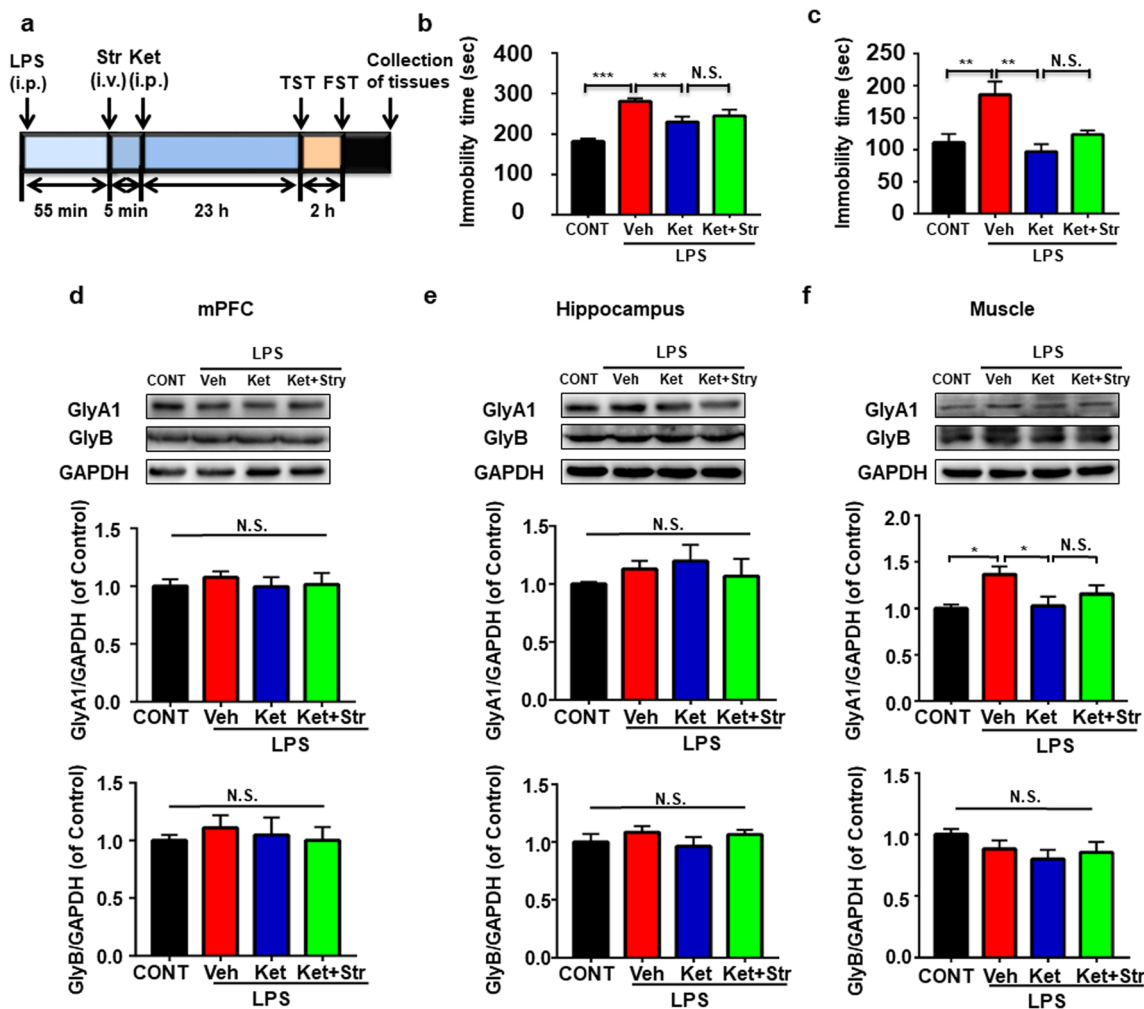 a
LPS
(i.p.)
Str
(i.v.)
Ket
(i.p.)
TST
FST
Collection
of tissues
55 min
5 min
23 h
2 h
b
Immobility time (sec)
400
300
200
100
0
***
**
N.S.
CONT
Veh
Ket
Ket+Str
LPS
c
Immobility time (sec)
250
200
150
100
50
0
**
**
N.S.
CONT
Veh
Ket
Ket+Str
LPS
d
mPFC
LPS
CONT
Veh
Ket
Ket+Stry
GlyA1
GlyB
GAPDH
GlyA1/GAPDH (of Control)
1.5
1.0
0.5
0.0
N.S.
CONT
Veh
Ket
Ket+Str
LPS
GlyB/GAPDH (of Control)
1.5
1.0
0.5
0.0
N.S.
CONT
Veh
Ket
Ket+Str
LPS
e
Hippocampus
LPS
CONT
Veh
Ket
Ket+Stry
GlyA1
GlyB
GAPDH
GlyA1/GAPDH (of Control)
1.5
1.0
0.5
0.0
N.S.
CONT
Veh
Ket
Ket+Str
LPS
GlyB/GAPDH (of Control)
1.5
1.0
0.5
0.0
N.S.
CONT
Veh
Ket
Ket+Str
LPS
f
Muscle
LPS
CONT
Veh
Ket
Ket+Stry
GlyA1
GlyB
GAPDH
GlyA1/GAPDH (of Control)
2.0
1.5
1.0
0.5
0.0
*
*
N.S.
CONT
Veh
Ket
Ket+Str
LPS
GlyB/GAPDH (of Control)
1.5
1.0
0.5
0.0
N.S.
CONT
Veh
Ket
Ket+Str
LPS